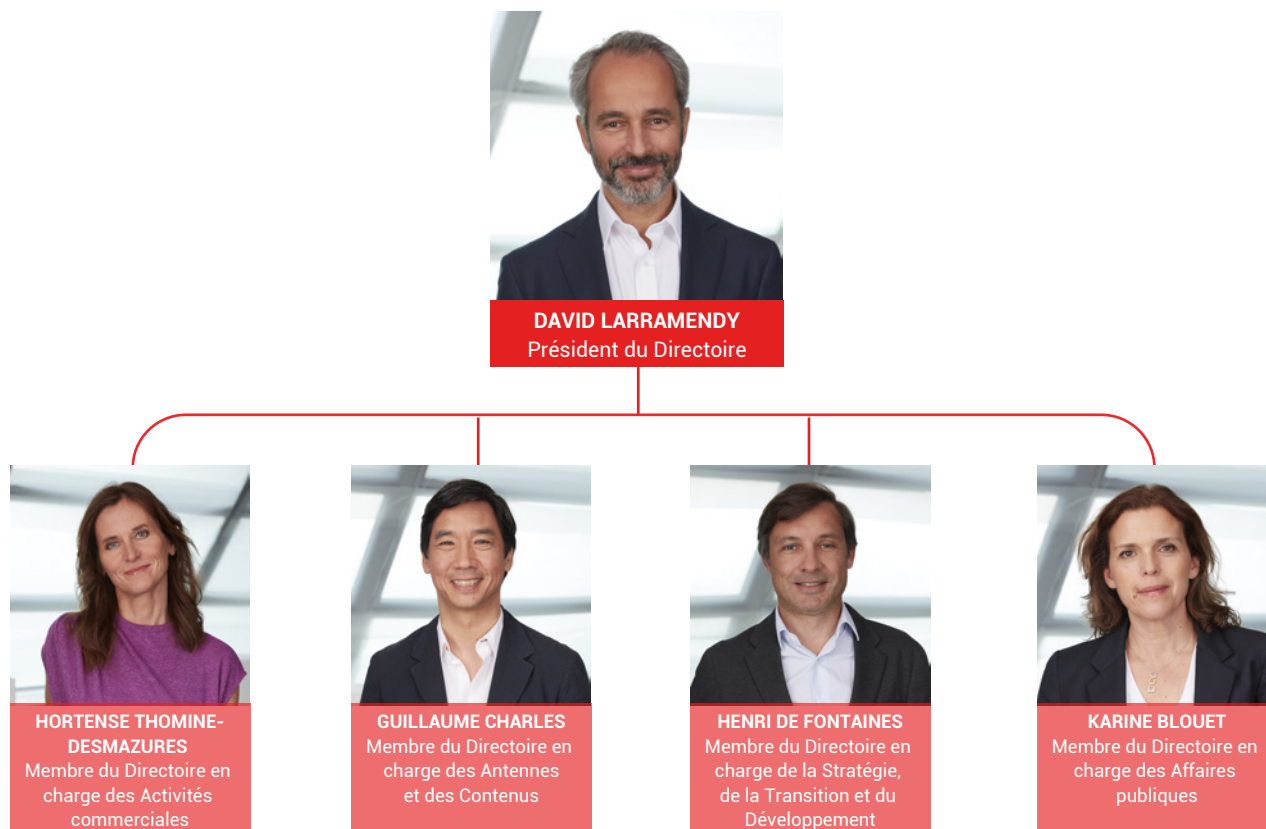 DAVID LARRAMENDY
Président du Directoire
HORTENSE THOMINE-
DESMAZURES
Membre du Directoire en
charge des Activités
commerciales
GUILLAUME CHARLES
Membre du Directoire en
charge des Antennes
et des Contenus
HENRI DE FONTAINES
Membre du Directoire en
charge de la Stratégie,
de la Transition et du
Développement
KARINE BLOUET
Membre du Directoire en
charge des Affaires
publiques